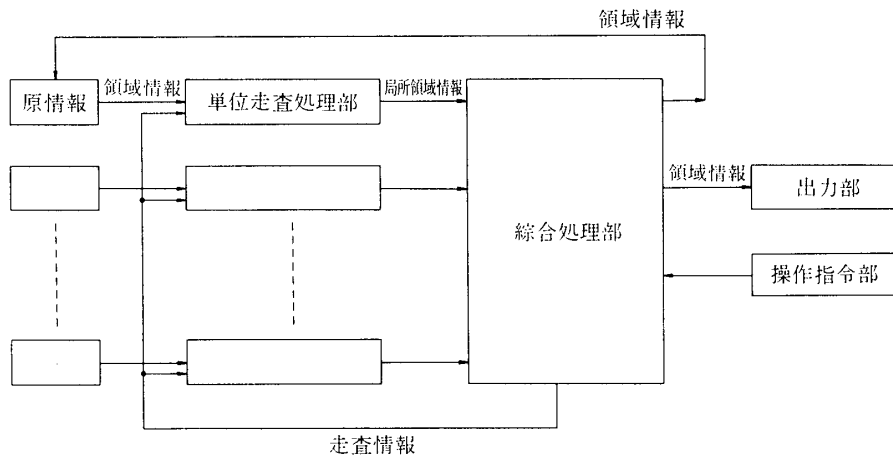 領域情報
原情報
領域情報
単位走査処理部
局所領域情報
綜合処理部
領域情報
出力部
操作指令部
走査情報